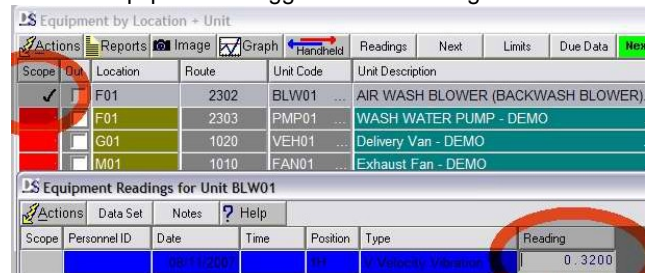 Equipment by Location + Unit
Actions Reports Image Graph Handheld Readings Next Limits Due Data
Scope Out Location Route Unit Code Unit Description
F01 2302 BLW01 ... AIR WASH BLOWER (BACKWASH BLOWER)
F01 2303 PMP01 ... WASH WATER PUMP - DEMO
G01 1020 VEH01 ... Delivery Van - DEMO
M01 1010 FAN01 ... Exhaust Fan - DEMO
Equipment Readings for Unit BLW01
Actions Data Set Notes ? Help
Scope Personnel ID Date Time Position Type Reading
1H V Velocity Vibration 0.3200